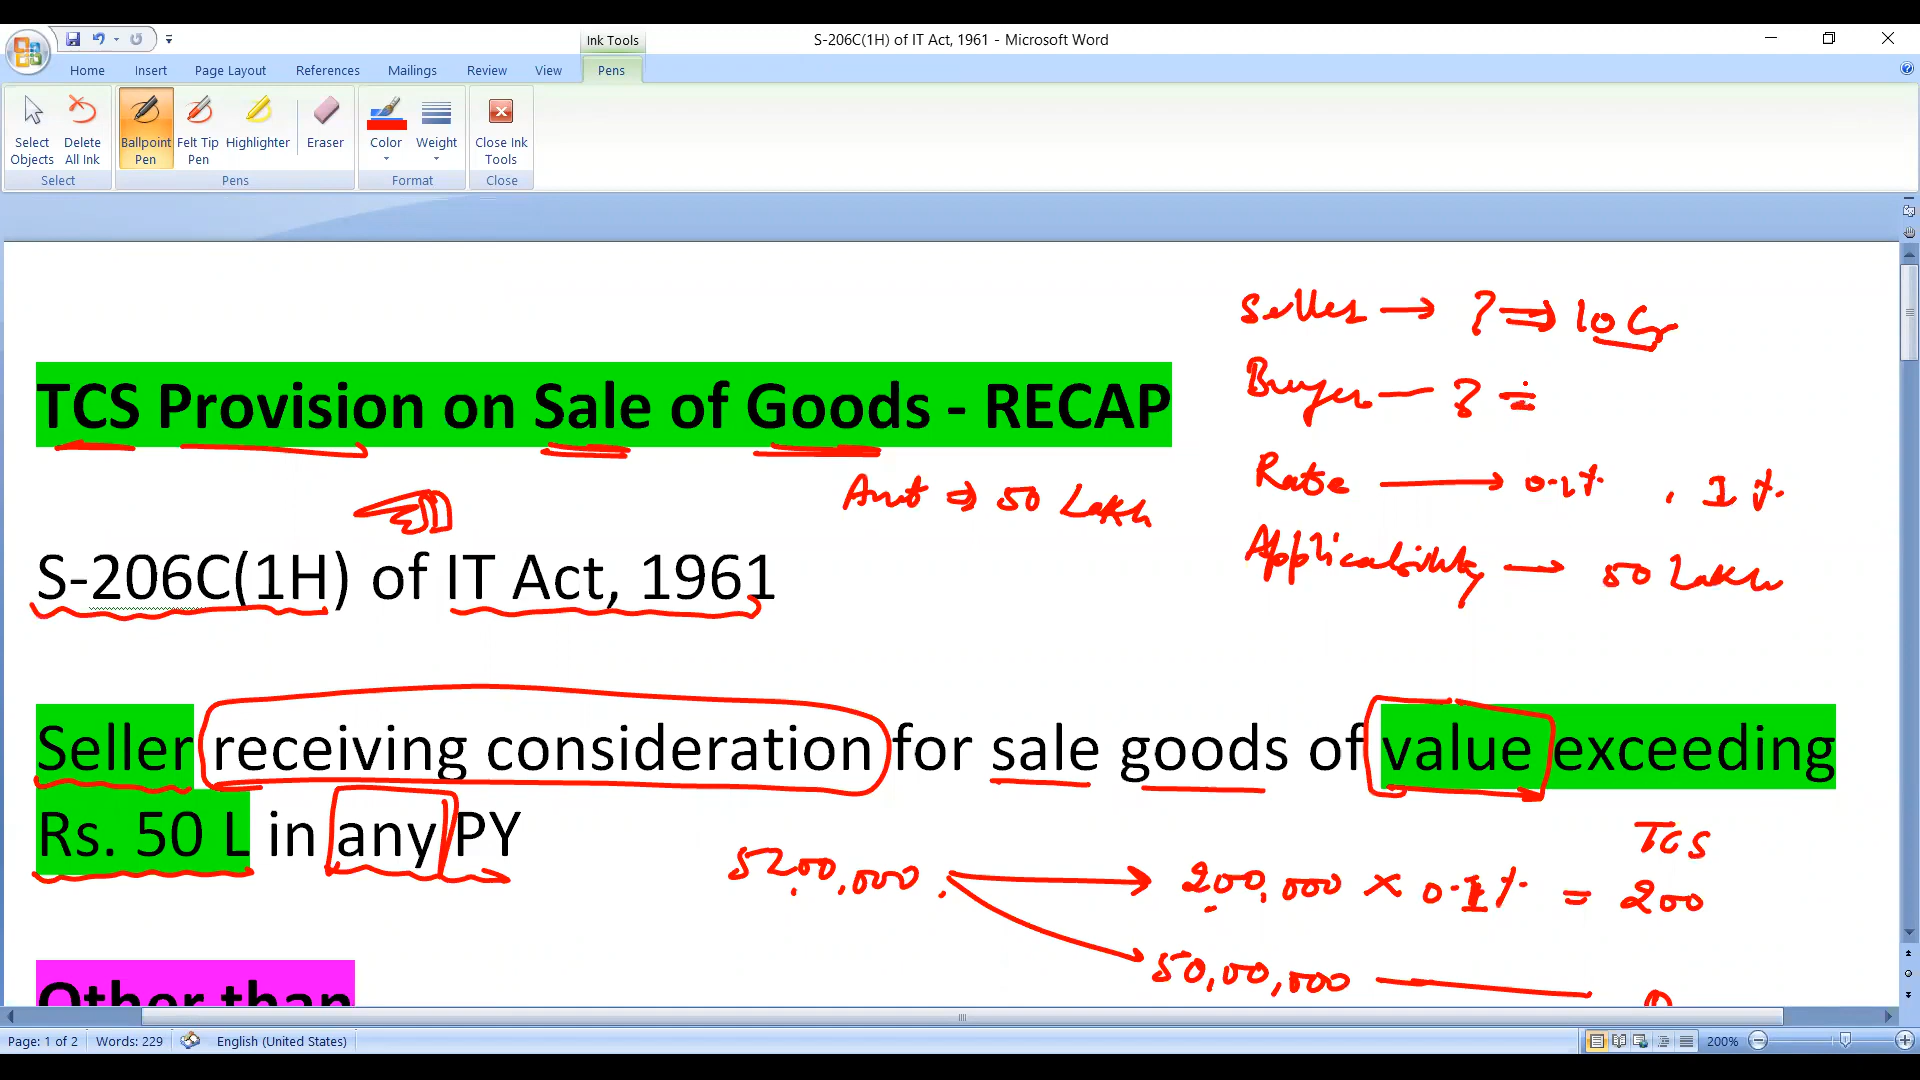 S-206C(1H) of IT Act, 1961 - Microsoft Word
Ink Tools
Home Insert Page Layout References Mailings Review View Pens
Select Objects
Delete All Ink
Ballpoint Pen
Felt Tip Pen
Highlighter
Eraser
Color
Weight
Close Ink Tools
Select Pens Format Close
Seller → ? ⇒ 10 Cr
Buyer — ? =
TCS Provision on Sale of Goods - RECAP
Rate → 0.1% , 1%
Amt ⇒ 50 Lakh
Applicability → 50 Lakh
S-206C(1H) of IT Act, 1961
Seller receiving consideration for sale goods of value exceeding
Rs. 50 L in any PY
TCS
5200,000 → 200,000 × 0.1% = 200
50,00,000 — 0
Other than
Page: 1 of 2 Words: 229 English (United States) 200%